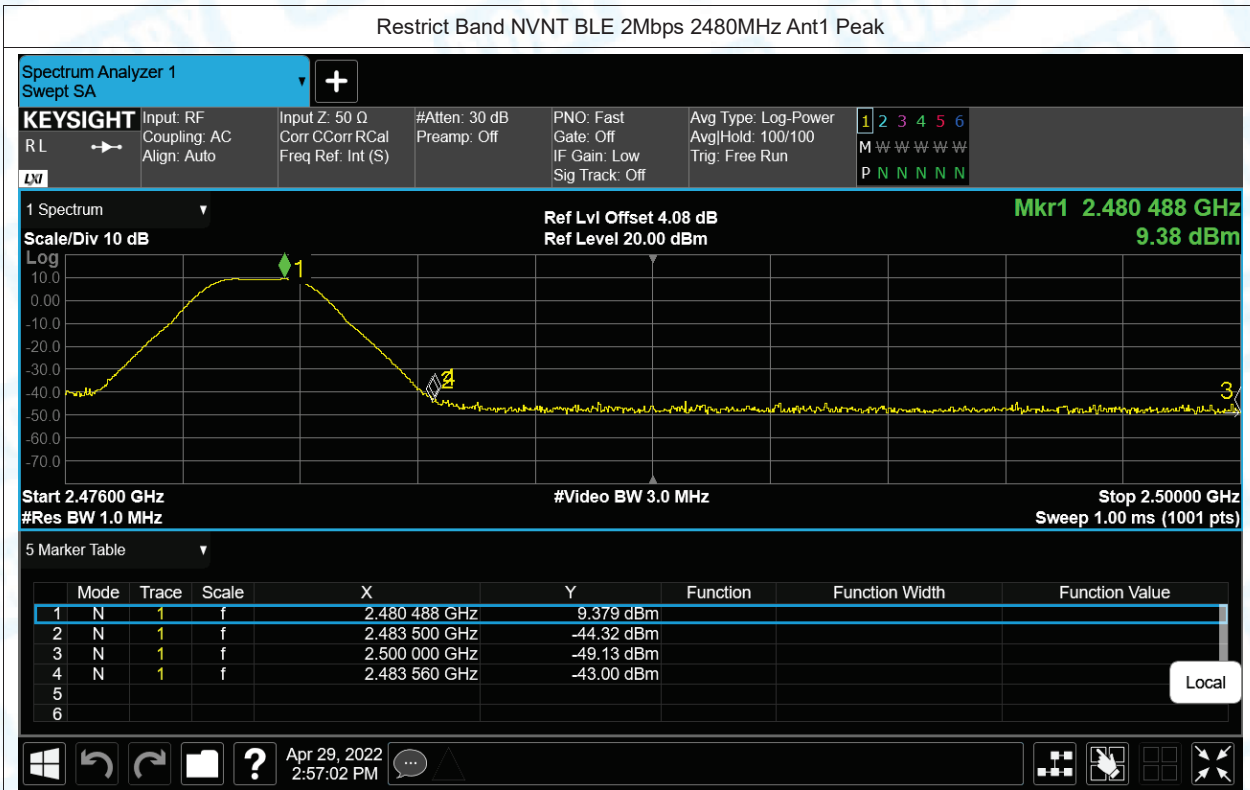 Restrict Band NVNT BLE 2Mbps 2480MHz Ant1 Peak
Spectrum Analyzer 1
Swept SA
KEYSIGHT Input: RF Input Z: 50 Ω #Atten: 30 dB PNO: Fast Avg Type: Log-Power 1 2 3 4 5 6
R L Coupling: AC Corr CCorr RCal Preamp: Off Gate: Off Avg|Hold: 100/100 M W W W W W
Align: Auto Freq Ref: Int (S) IF Gain: Low Trig: Free Run
LXI Sig Track: Off P N N N N N
1 Spectrum Ref Lvl Offset 4.08 dB Mkr1 2.480 488 GHz
Scale/Div 10 dB Ref Level 20.00 dBm 9.38 dBm
Log
1
10.0
0.00
-10.0
-20.0
-30.0
-40.0
3
-50.0
-60.0
-70.0
Start 2.47600 GHz #Video BW 3.0 MHz Stop 2.50000 GHz
#Res BW 1.0 MHz Sweep 1.00 ms (1001 pts)
5 Marker Table
Mode Trace Scale X Y Function Function Width Function Value
1 N 1 f 2.480 488 GHz 9.379 dBm
2 N 1 f 2.483 500 GHz -44.32 dBm
3 N 1 f 2.500 000 GHz -49.13 dBm
4 N 1 f 2.483 560 GHz -43.00 dBm
5
6
Local
? Apr 29, 2022
2:57:02 PM